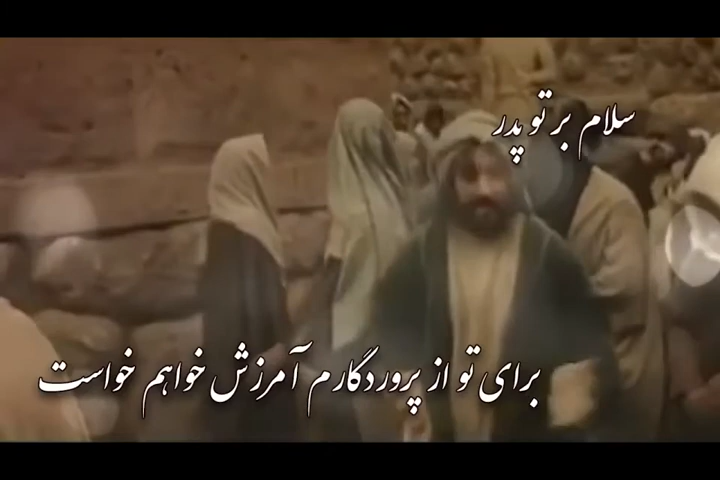 سلام بر تو پدر
برای تو از پروردگارم آمرزش خواهم خواست